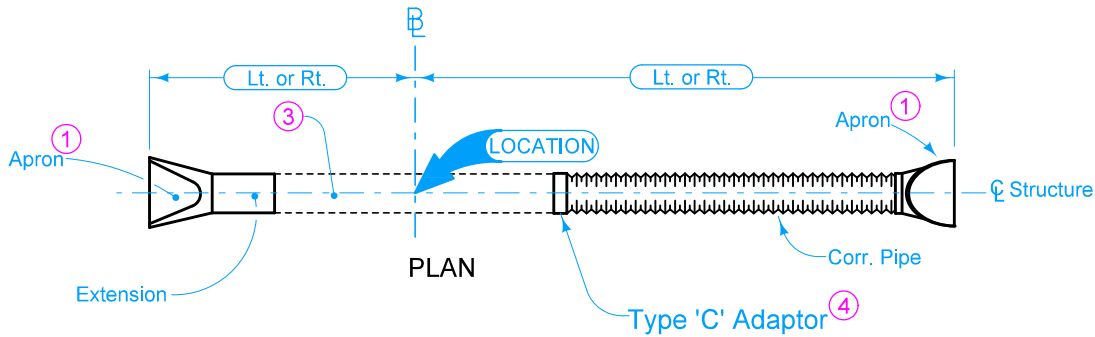 ℄
Lt. or Rt.
Lt. or Rt.
3
1
Apron
LOCATION
1
Apron
℄ Structure
PLAN
Corr. Pipe
Extension
Type 'C' Adaptor 4